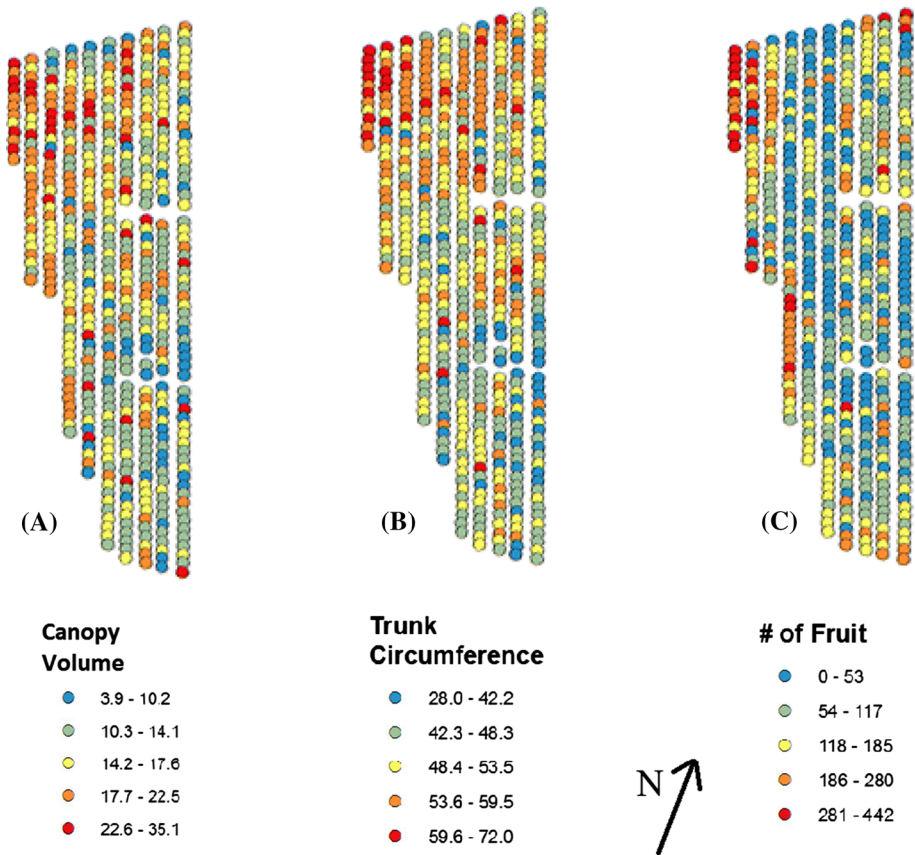 (A)
(B)
(C)
Canopy
Volume
3.9 - 10.2
10.3 - 14.1
14.2 - 17.6
17.7 - 22.5
22.6 - 35.1
Trunk
Circumference
28.0 - 42.2
42.3 - 48.3
48.4 - 53.5
53.6 - 59.5
59.6 - 72.0
N
# of Fruit
0 - 53
54 - 117
118 - 185
186 - 280
281 - 442